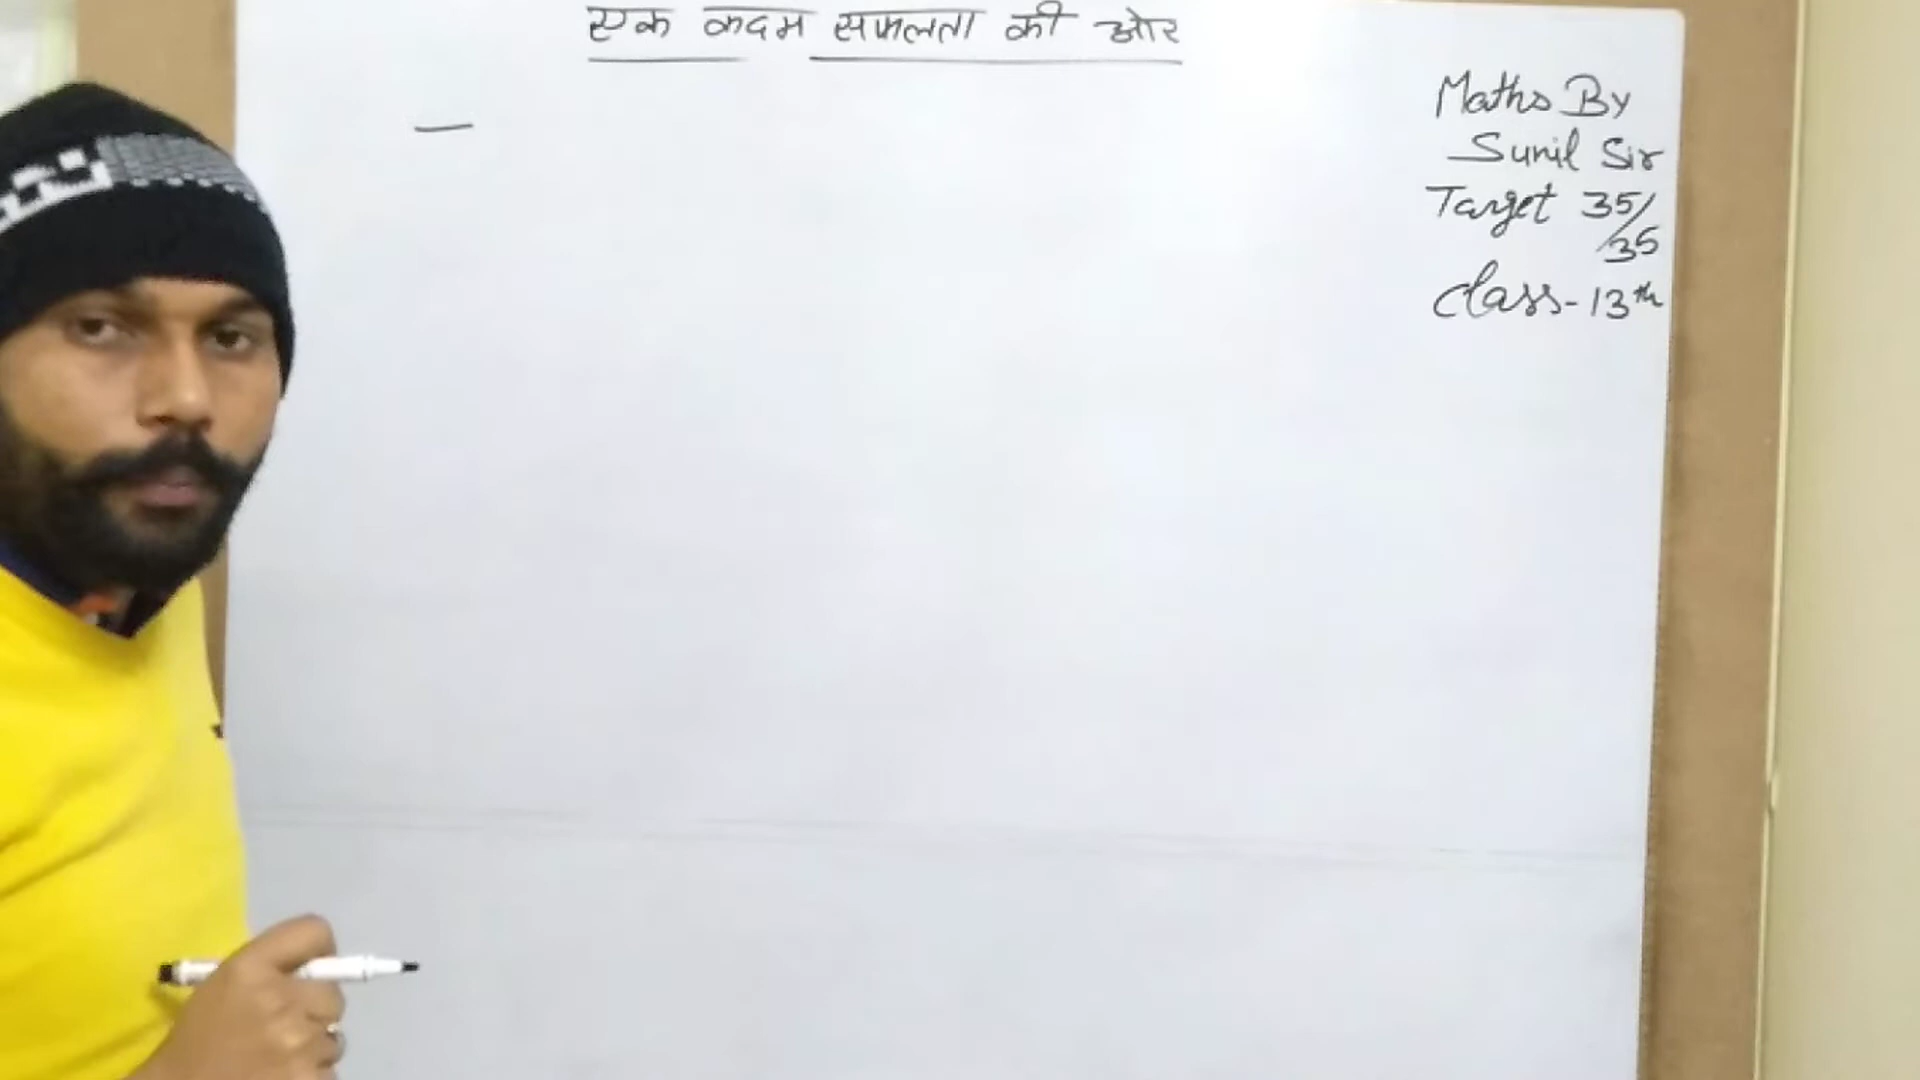 एक कदम सफलता की ओर
Maths By
Sunil Sir
Target 35/
35
Class-13th